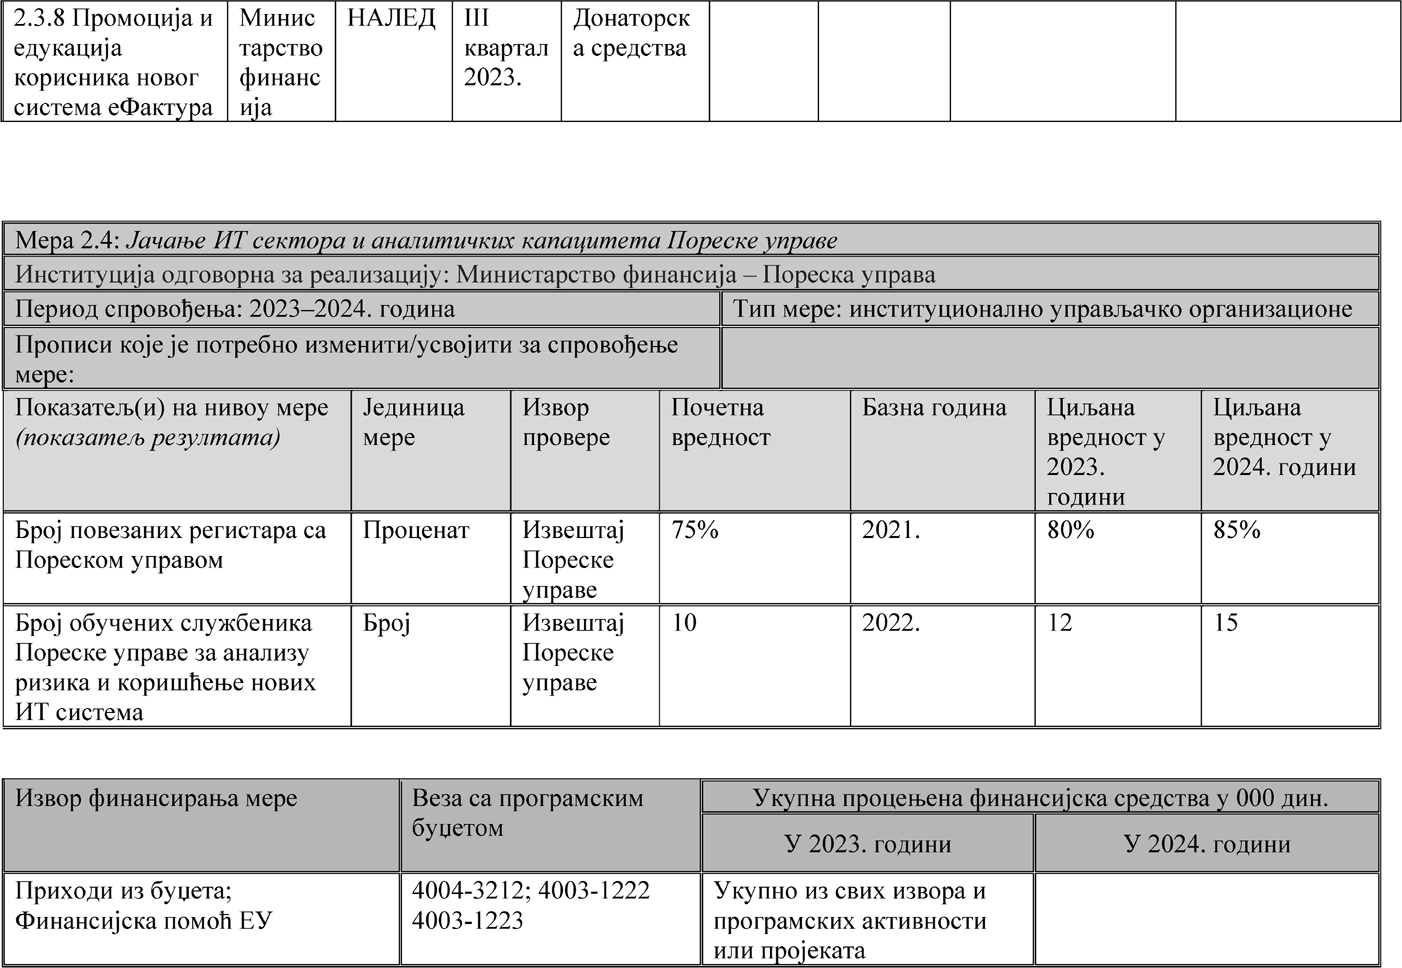 2.3.8 Промоција и
едукација
корисника новог
система еФактура
Минис
тарство
финанс
ија
НАЛЕД
III
квартал
2023.
Донаторск
а средства
Мера 2.4: Јачање ИТ сектора и аналитичких капацитета Пореске управе
Институција одговорна за реализацију: Министарство финансија – Пореска управа
Период спровођења: 2023–2024. година
Тип мере: институционално управљачко организационе
Прописи које је потребно изменити/усвојити за спровођење
мере:
Показатељ(и) на нивоу мере
(показатељ резултата)
Јединица
мере
Извор
провере
Почетна
вредност
Базна година
Циљана
вредност у
2023.
години
Циљана
вредност у
2024. години
Број повезаних регистара са
Пореском управом
Проценат
Извештај
Пореске
управе
75%
2021.
80%
85%
Број обучених службеника
Пореске управе за анализу
ризика и коришћење нових
ИТ система
Број
Извештај
Пореске
управе
10
2022.
12
15
Извор финансирања мере
Веза са програмским
буџетом
Укупна процењена финансијска средства у 000 дин.
У 2023. години
У 2024. години
Приходи из буџета;
Финансијска помоћ ЕУ
4004-3212; 4003-1222
4003-1223
Укупно из свих извора и
програмских активности
или пројеката